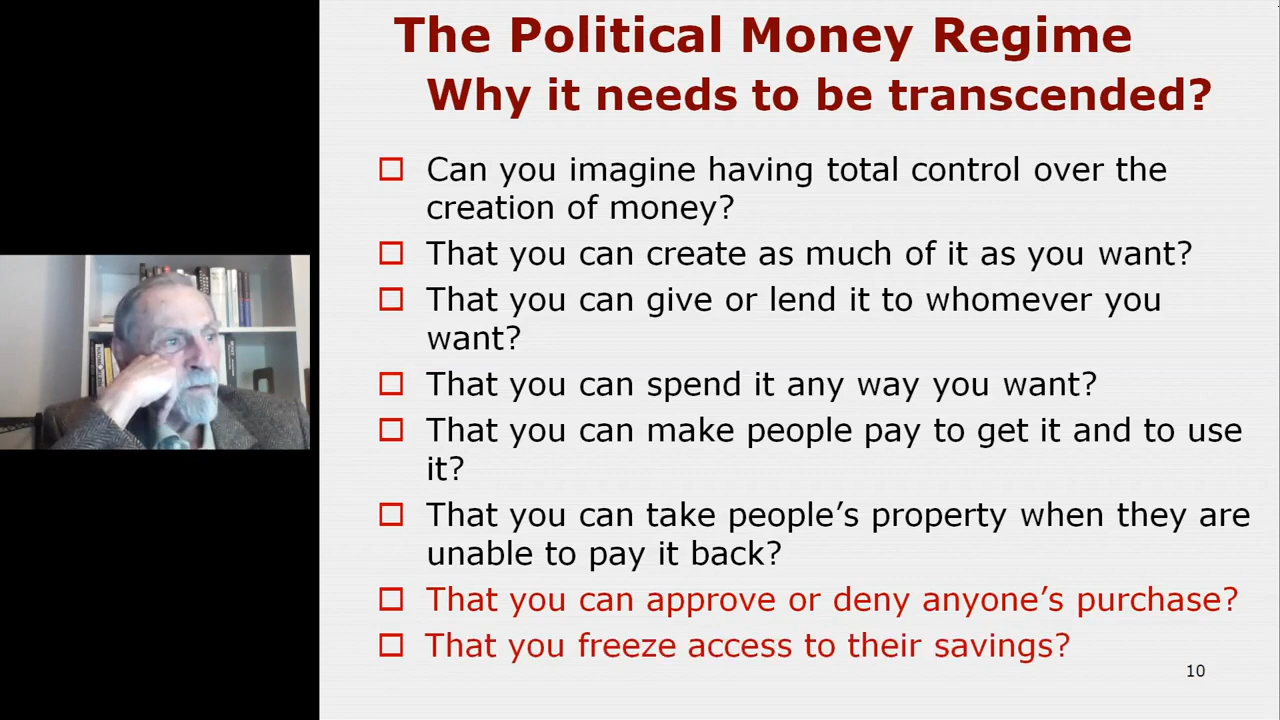 The Political Money Regime
Why it needs to be transcended?
Can you imagine having total control over the
creation of money?
That you can create as much of it as you want?
That you can give or lend it to whomever you
want?
That you can spend it any way you want?
That you can make people pay to get it and to use
it?
That you can take people’s property when they are
unable to pay it back?
That you can approve or deny anyone’s purchase?
That you freeze access to their savings?
10